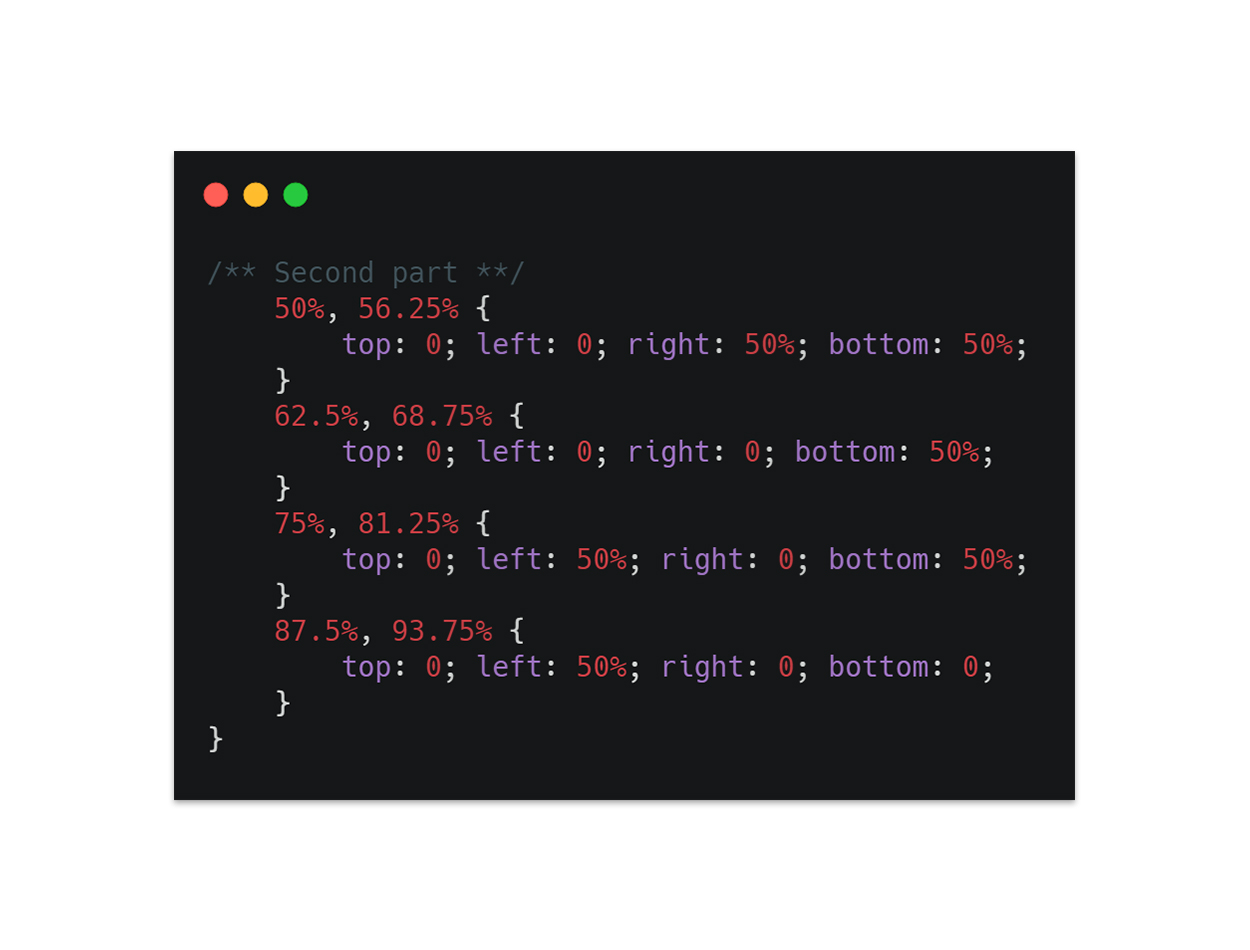 /** Second part **/
    50%, 56.25% {
        top: 0; left: 0; right: 50%; bottom: 50%;
    }
    62.5%, 68.75% {
        top: 0; left: 0; right: 0; bottom: 50%;
    }
    75%, 81.25% {
        top: 0; left: 50%; right: 0; bottom: 50%;
    }
    87.5%, 93.75% {
        top: 0; left: 50%; right: 0; bottom: 0;
    }
}